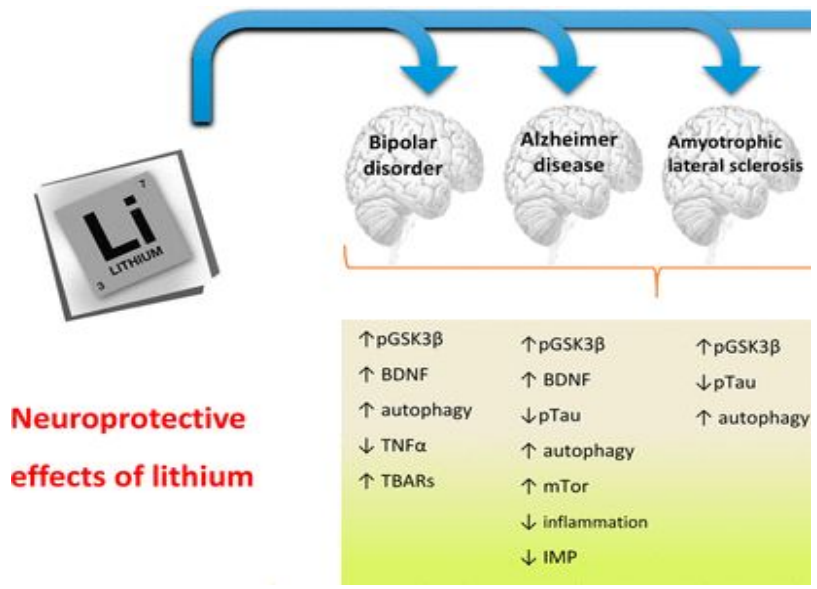 Bipolar
disorder
Alzheimer
disease
Amyotrophic
lateral sclerosis
7
Li
LITHIUM
3
Neuroprotective
effects of lithium
↑pGSK3β
↑ BDNF
↑ autophagy
↓ TNFα
↑ TBARs
↑pGSK3β
↑ BDNF
↓pTau
↑ autophagy
↑ mTor
↓ inflammation
↓ IMP
↑pGSK3β
↓pTau
↑ autophagy